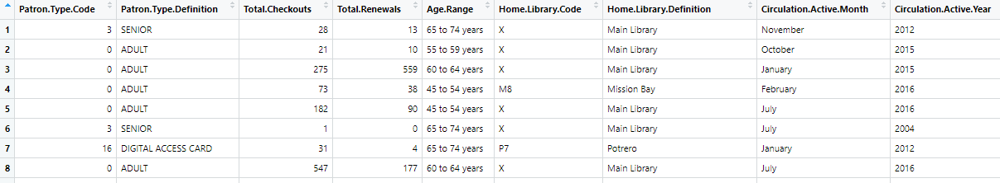 Patron.Type.Code Patron.Type.Definition Total.Checkouts Total.Renewals Age.Range Home.Library.Code Home.Library.Definition Circulation.Active.Month Circulation.Active.Year
1 3 SENIOR 28 13 65 to 74 years X Main Library November 2012
2 0 ADULT 21 10 55 to 59 years X Main Library October 2015
3 0 ADULT 275 559 60 to 64 years X Main Library January 2015
4 0 ADULT 73 38 45 to 54 years M8 Mission Bay February 2016
5 0 ADULT 182 90 45 to 54 years X Main Library July 2016
6 3 SENIOR 1 0 65 to 74 years X Main Library July 2004
7 16 DIGITAL ACCESS CARD 31 4 65 to 74 years P7 Potrero January 2012
8 0 ADULT 547 177 60 to 64 years X Main Library July 2016